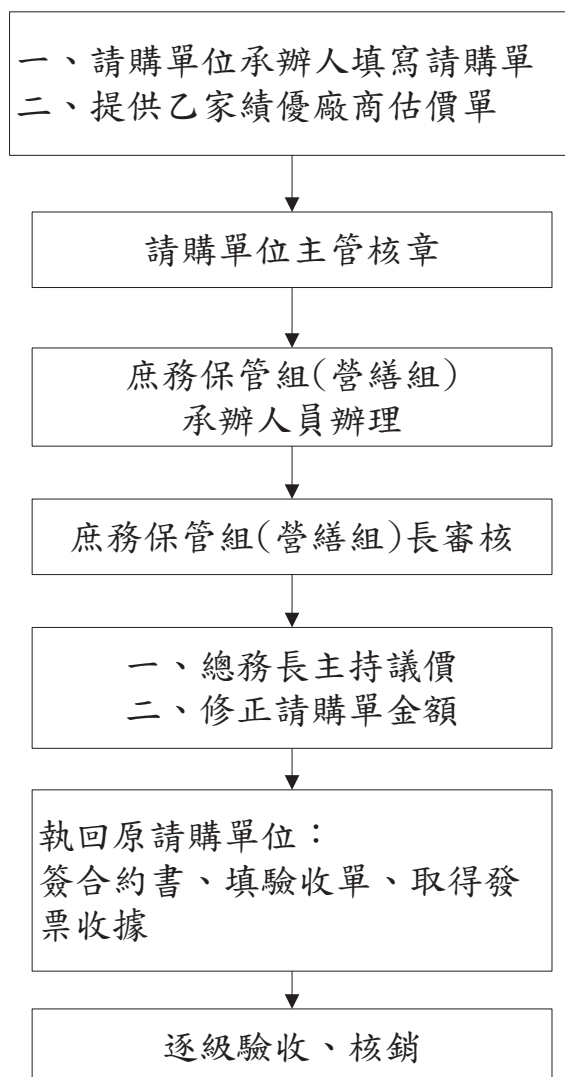 一、請購單位承辦人填寫請購單
二、提供乙家績優廠商估價單
請購單位主管核章
庶務保管組(營繕組)
承辦人員辦理
庶務保管組(營繕組)長審核
一、總務長主持議價
二、修正請購單金額
執回原請購單位：
簽合約書、填驗收單、取得發
票收據
逐級驗收、核銷